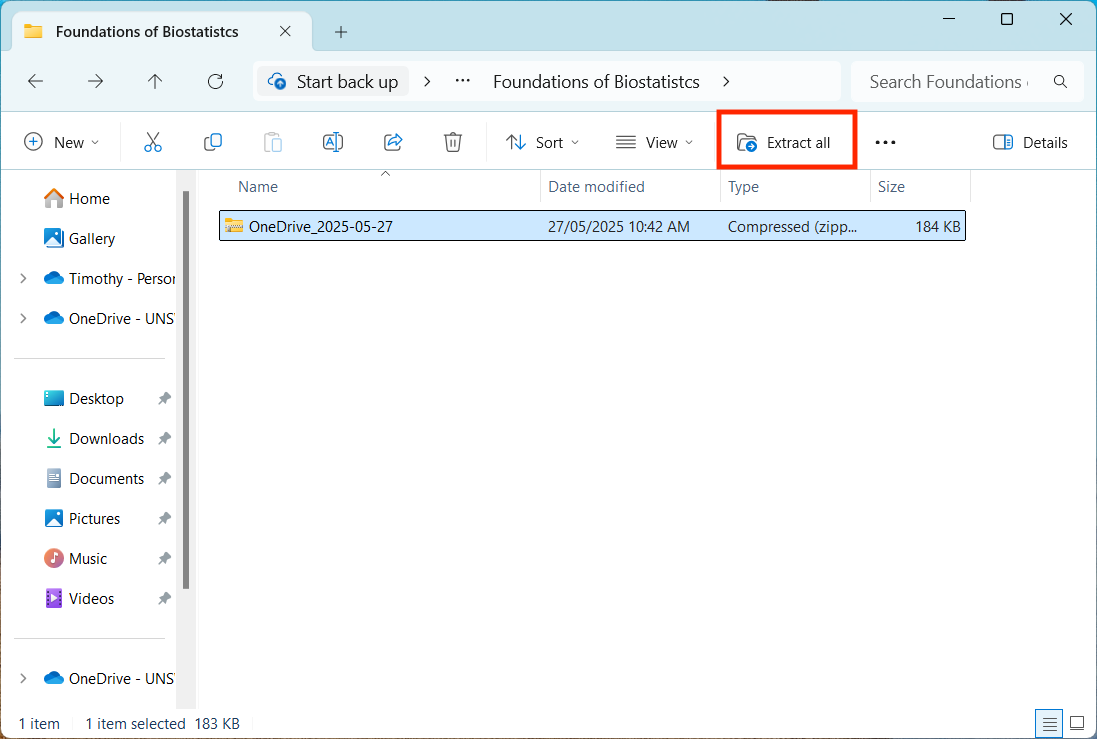 Foundations of Biostatistcs
Start back up > ... Foundations of Biostatistcs >
Search Foundations
New
Sort
View
Extract all
...
Details
Name
Date modified
Type
Size
OneDrive_2025-05-27
27/05/2025 10:42 AM
Compressed (zipp...
184 KB
Home
Gallery
Timothy - Person
OneDrive - UNS
Desktop
Downloads
Documents
Pictures
Music
Videos
OneDrive - UNS
1 item
1 item selected 183 KB